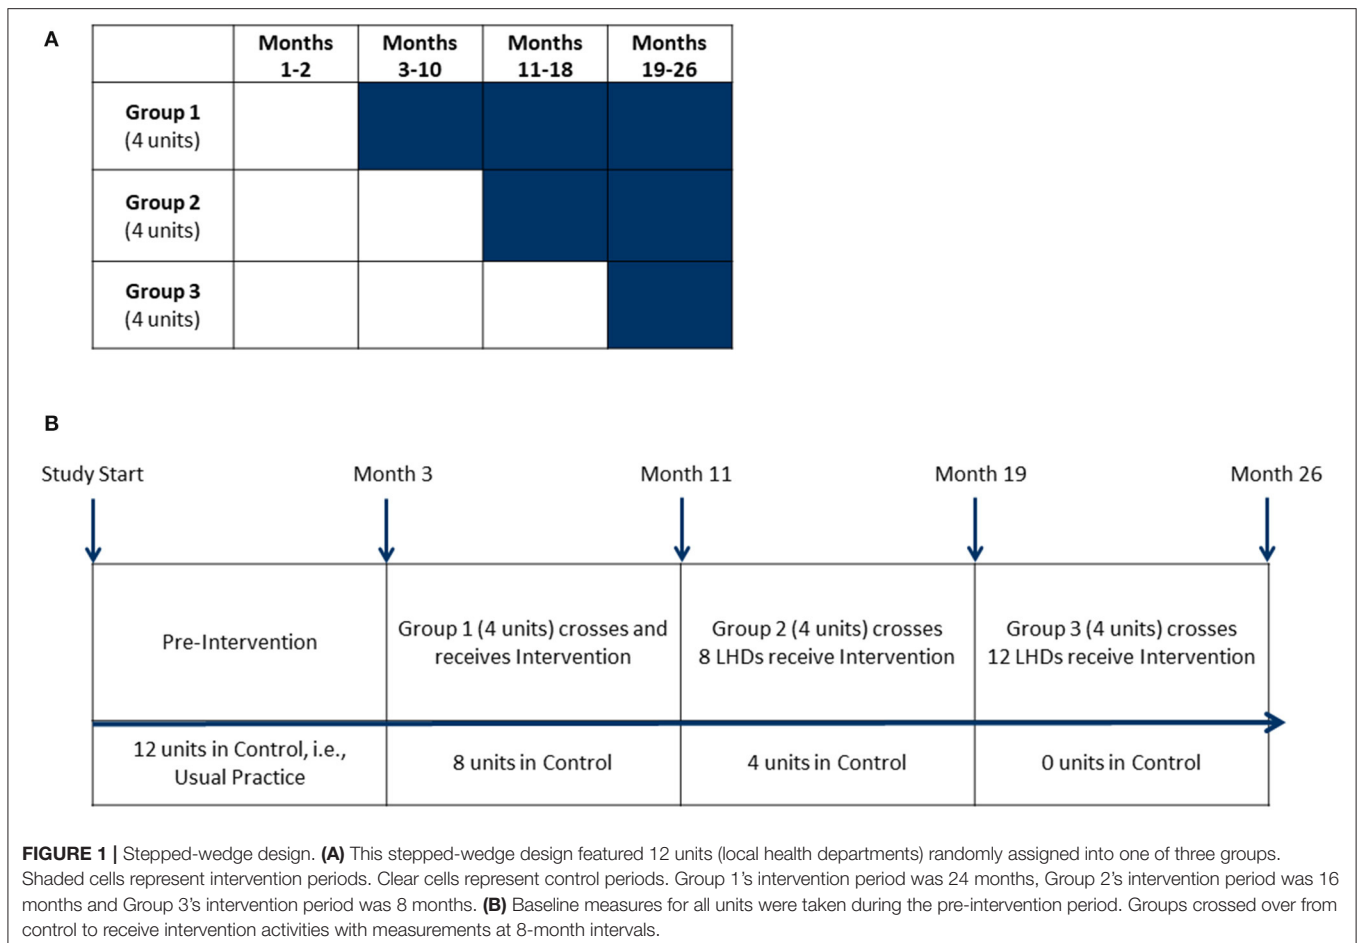 A
Months
1-2
Months
3-10
Months
11-18
Months
19-26
Group 1
(4 units)
Group 2
(4 units)
Group 3
(4 units)
B
Study Start
Month 3
Month 11
Month 19
Month 26
Pre-Intervention
Group 1 (4 units) crosses and
receives Intervention
Group 2 (4 units) crosses
8 LHDs receive Intervention
Group 3 (4 units) crosses
12 LHDs receive Intervention
12 units in Control, i.e.,
Usual Practice
8 units in Control
4 units in Control
0 units in Control
FIGURE 1 | Stepped-wedge design. (A) This stepped-wedge design featured 12 units (local health departments) randomly assigned into one of three groups.
Shaded cells represent intervention periods. Clear cells represent control periods. Group 1's intervention period was 24 months, Group 2's intervention period was 16
months and Group 3's intervention period was 8 months. (B) Baseline measures for all units were taken during the pre-intervention period. Groups crossed over from
control to receive intervention activities with measurements at 8-month intervals.